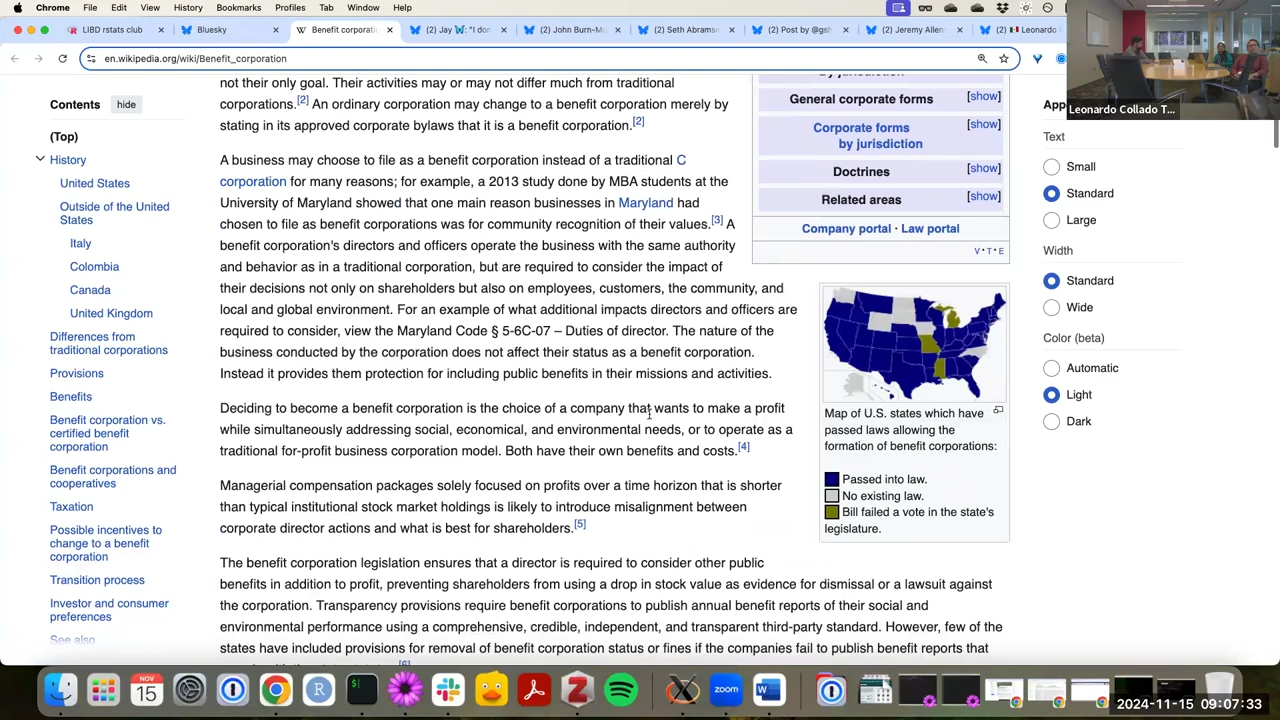 Chrome File Edit View History Bookmarks Profiles Tab Window Help
LIBD rstats club
Bluesky
Benefit corporati
(2) Jay
: "I don
(2) John Burn-Mu
(2) Seth Abrams
(2) Post by @gsh
(2) Jeremy Allen
(2) Leonardo
en.wikipedia.org/wiki/Benefit_corporation
Leonardo Collado T...
Contents hide
(Top)
History
United States
Outside of the United
States
Italy
Colombia
Canada
United Kingdom
Differences from
traditional corporations
Provisions
Benefits
Benefit corporation vs.
certified benefit
corporation
Benefit corporations and
cooperatives
Taxation
Possible incentives to
change to a benefit
corporation
Transition process
Investor and consumer
preferences
See also
not their only goal. Their activities may or may not differ much from traditional
corporations.[2] An ordinary corporation may change to a benefit corporation merely by
stating in its approved corporate bylaws that it is a benefit corporation.[2]
A business may choose to file as a benefit corporation instead of a traditional C
corporation for many reasons; for example, a 2013 study done by MBA students at the
University of Maryland showed that one main reason businesses in Maryland had
chosen to file as benefit corporations was for community recognition of their values.[3] A
benefit corporation's directors and officers operate the business with the same authority
and behavior as in a traditional corporation, but are required to consider the impact of
their decisions not only on shareholders but also on employees, customers, the community, and
local and global environment. For an example of what additional impacts directors and officers are
required to consider, view the Maryland Code § 5-6C-07 – Duties of director. The nature of the
business conducted by the corporation does not affect their status as a benefit corporation.
Instead it provides them protection for including public benefits in their missions and activities.
Deciding to become a benefit corporation is the choice of a company that wants to make a profit
while simultaneously addressing social, economical, and environmental needs, or to operate as a
traditional for-profit business corporation model. Both have their own benefits and costs.[4]
Managerial compensation packages solely focused on profits over a time horizon that is shorter
than typical institutional stock market holdings is likely to introduce misalignment between
corporate director actions and what is best for shareholders.[5]
The benefit corporation legislation ensures that a director is required to consider other public
benefits in addition to profit, preventing shareholders from using a drop in stock value as evidence for dismissal or a lawsuit against
the corporation. Transparency provisions require benefit corporations to publish annual benefit reports of their social and
environmental performance using a comprehensive, credible, independent, and transparent third-party standard. However, few of the
states have included provisions for removal of benefit corporation status or fines if the companies fail to publish benefit reports that
[6]
By jurisdiction
General corporate forms [show]
Corporate forms [show]
by jurisdiction
Doctrines [show]
Related areas [show]
Company portal · Law portal
V·T·E
Map of U.S. states which have
passed laws allowing the
formation of benefit corporations:
Passed into law.
No existing law.
Bill failed a vote in the state's
legislature.
App
Text
Small
Standard
Large
Width
Standard
Wide
Color (beta)
Automatic
Light
Dark
NOV
15
R
zoom
W
2024-11-15 09:07:33